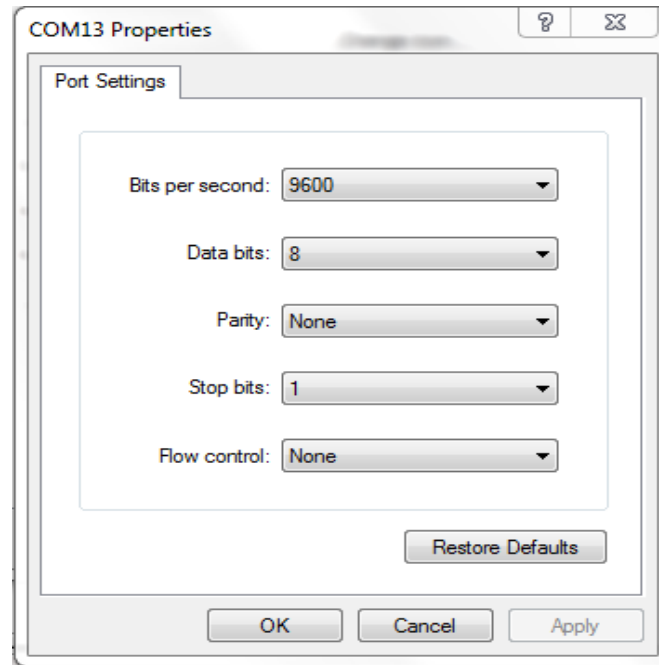 COM13 Properties
Port Settings
Bits per second: 9600
Data bits: 8
Parity: None
Stop bits: 1
Flow control: None
Restore Defaults
OK Cancel Apply